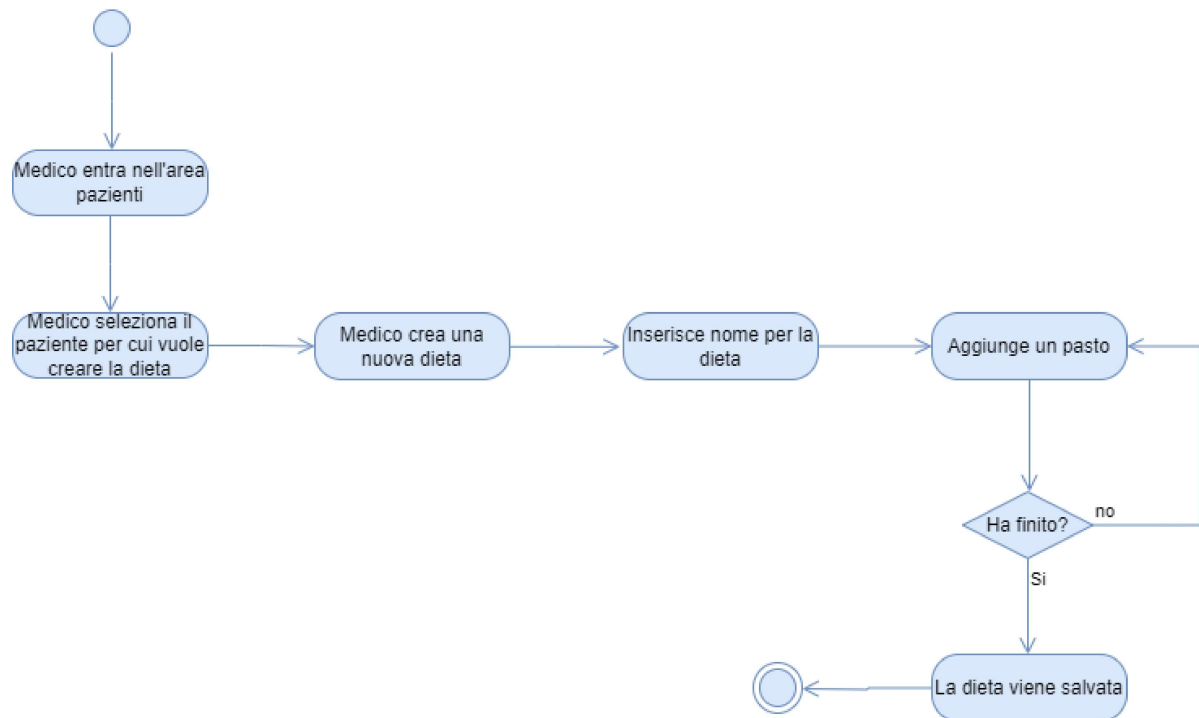 Medico entra nell'area
pazienti
Medico seleziona il
paziente per cui vuole
creare la dieta
Medico crea una
nuova dieta
Inserisce nome per la
dieta
Aggiunge un pasto
Ha finito?
no
Si
La dieta viene salvata